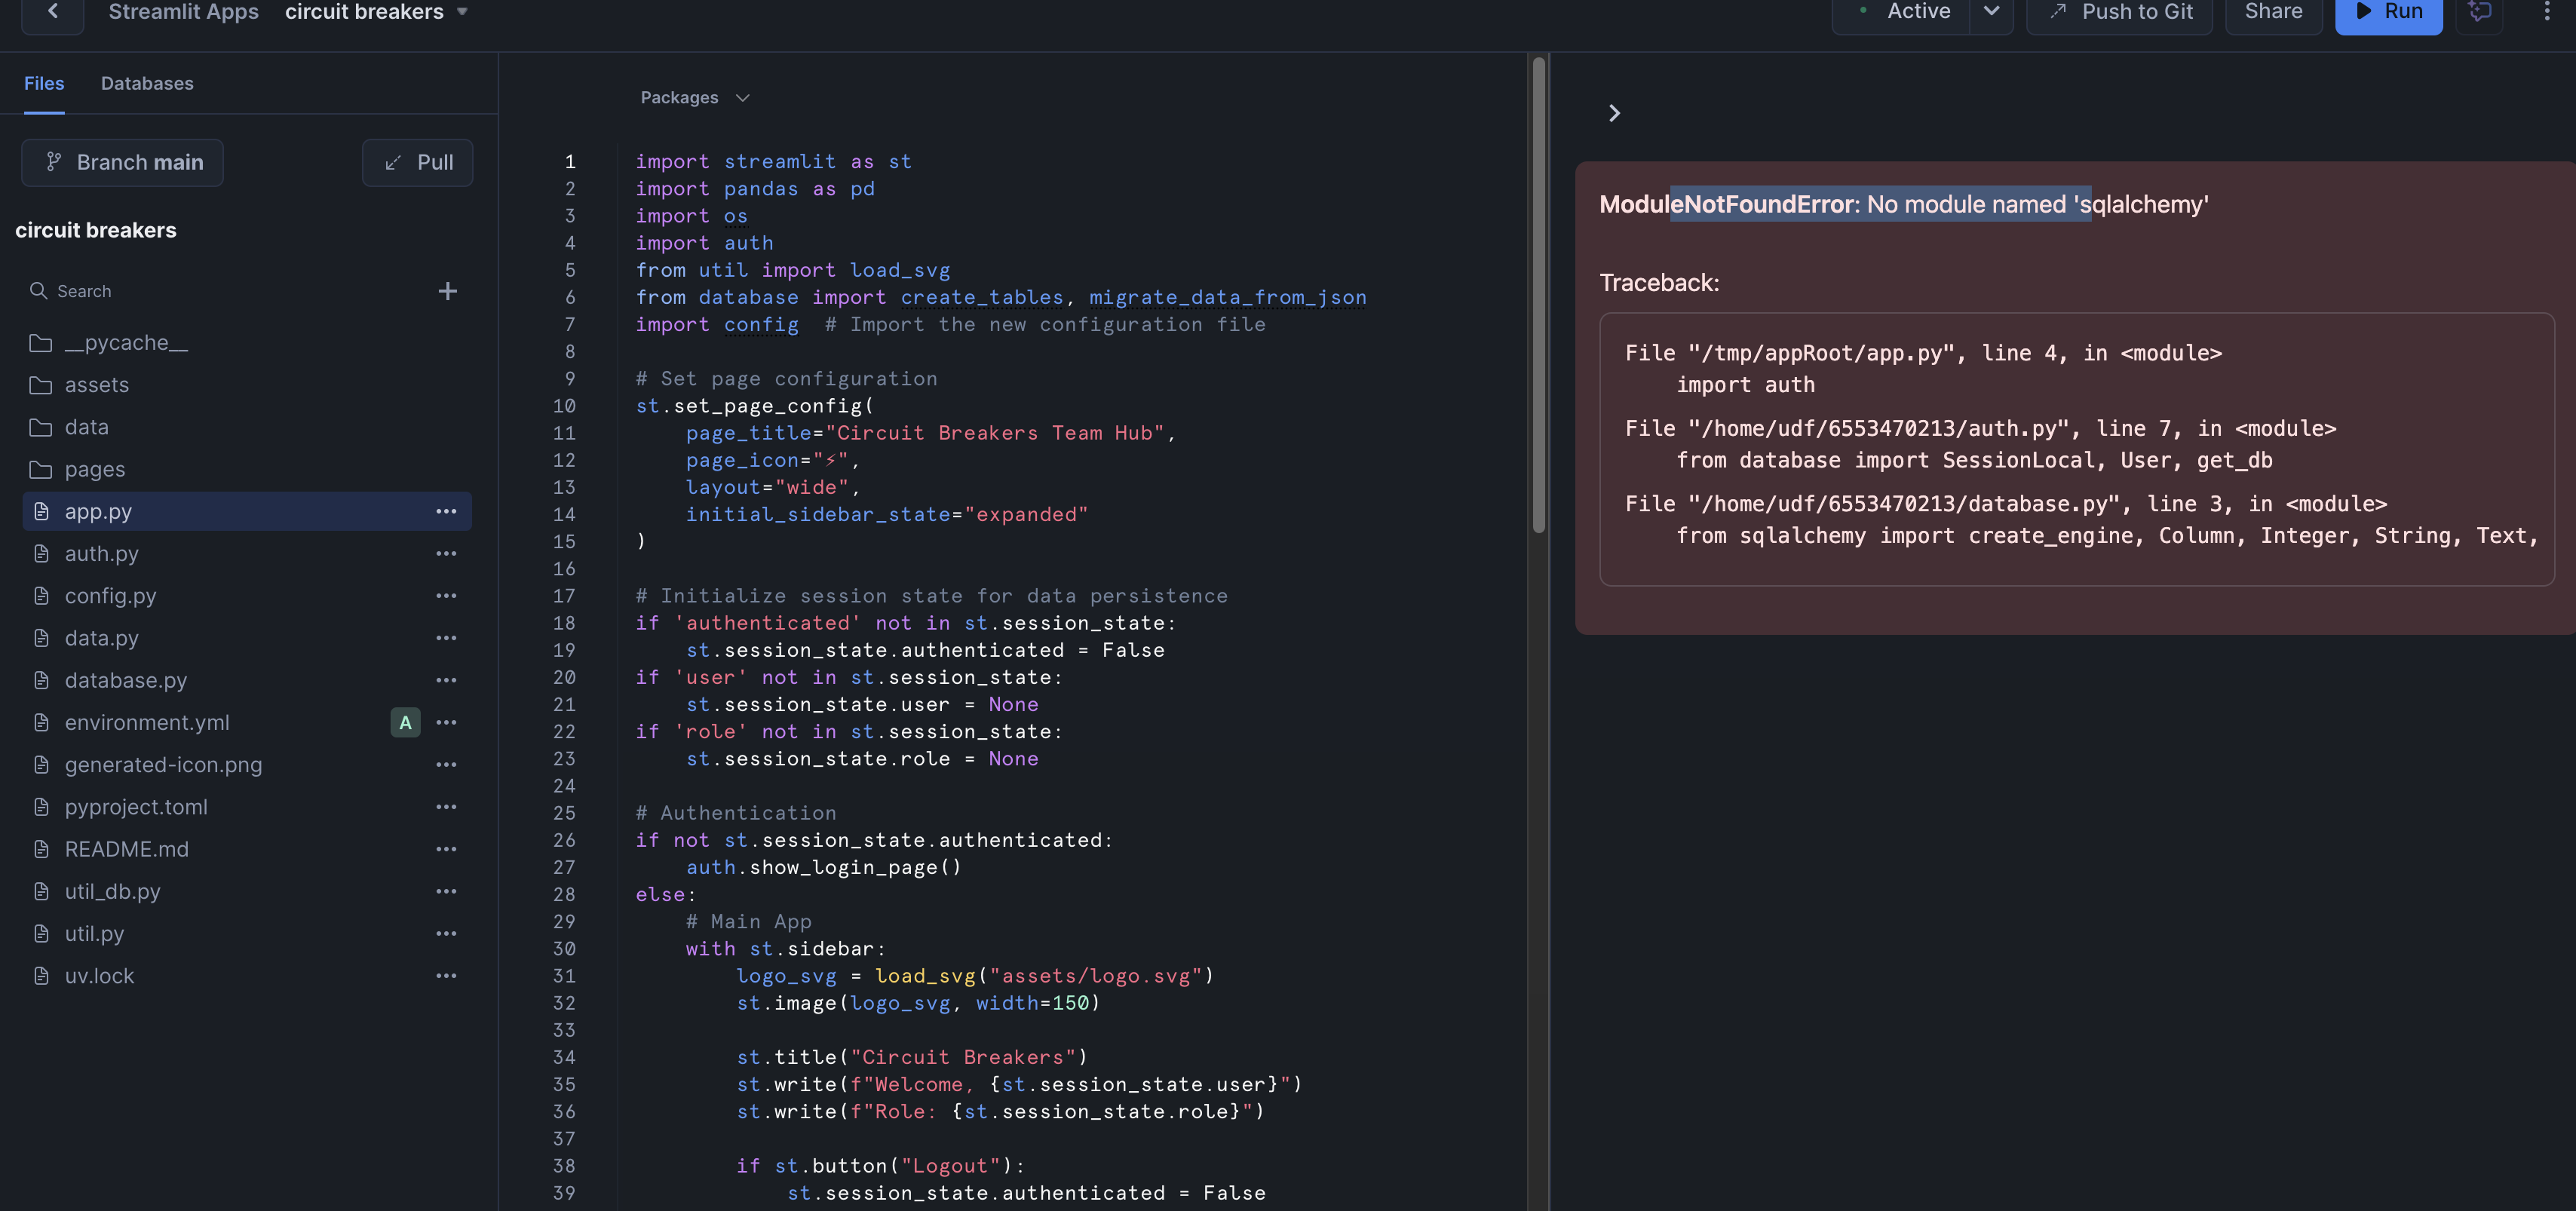 Streamlit Apps circuit breakers
Active
Push to Git
Share
Run
Files Databases
Branch main
Pull
circuit breakers
Search
__pycache__
assets
data
pages
app.py
auth.py
config.py
data.py
database.py
environment.yml A
generated-icon.png
pyproject.toml
README.md
util_db.py
util.py
uv.lock
Packages
1 import streamlit as st
2 import pandas as pd
3 import os
4 import auth
5 from util import load_svg
6 from database import create_tables, migrate_data_from_json
7 import config  # Import the new configuration file
8
9 # Set page configuration
10 st.set_page_config(
11     page_title="Circuit Breakers Team Hub",
12     page_icon="⚡",
13     layout="wide",
14     initial_sidebar_state="expanded"
15 )
16
17 # Initialize session state for data persistence
18 if 'authenticated' not in st.session_state:
19     st.session_state.authenticated = False
20 if 'user' not in st.session_state:
21     st.session_state.user = None
22 if 'role' not in st.session_state:
23     st.session_state.role = None
24
25 # Authentication
26 if not st.session_state.authenticated:
27     auth.show_login_page()
28 else:
29     # Main App
30     with st.sidebar:
31         logo_svg = load_svg("assets/logo.svg")
32         st.image(logo_svg, width=150)
33
34         st.title("Circuit Breakers")
35         st.write(f"Welcome, {st.session_state.user}")
36         st.write(f"Role: {st.session_state.role}")
37
38         if st.button("Logout"):
39             st.session_state.authenticated = False
ModuleNotFoundError: No module named 'sqlalchemy'
Traceback:
File "/tmp/appRoot/app.py", line 4, in <module>
    import auth
File "/home/udf/6553470213/auth.py", line 7, in <module>
    from database import SessionLocal, User, get_db
File "/home/udf/6553470213/database.py", line 3, in <module>
    from sqlalchemy import create_engine, Column, Integer, String, Text,